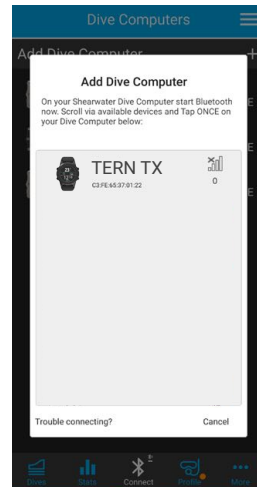 Dive Computers
Add Dive Computer +
Add Dive Computer
On your Shearwater Dive Computer start Bluetooth
now. Scroll via available devices and Tap ONCE on
your Dive Computer below:
TERN TX
C3:FE:65:37:01:22
0
Trouble connecting? Cancel
Dives Stats Connect Profile More